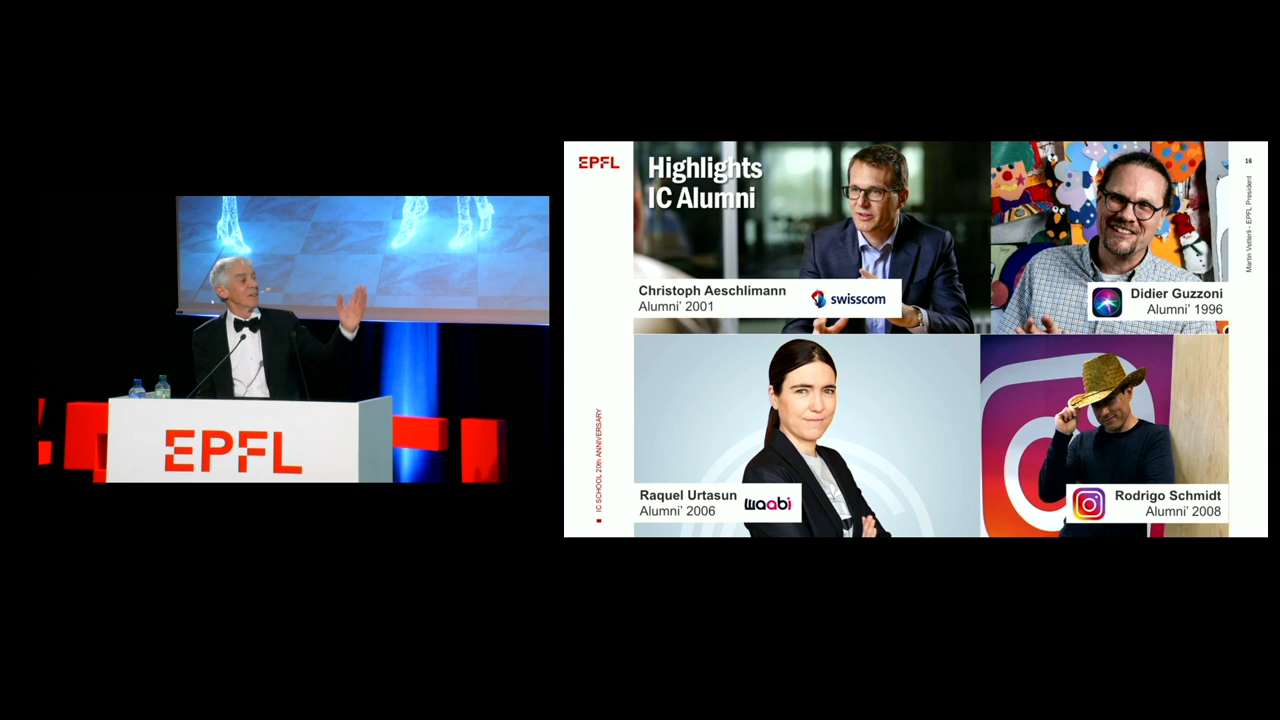 EPFL
EPFL
Highlights
IC Alumni
16
Martin Vetterli - EPFL President
Christoph Aeschlimann
Alumni’ 2001
swisscom
Didier Guzzoni
Alumni’ 1996
IC SCHOOL 20th ANNIVERSARY
Raquel Urtasun
Alumni’ 2006
waabi
Rodrigo Schmidt
Alumni’ 2008